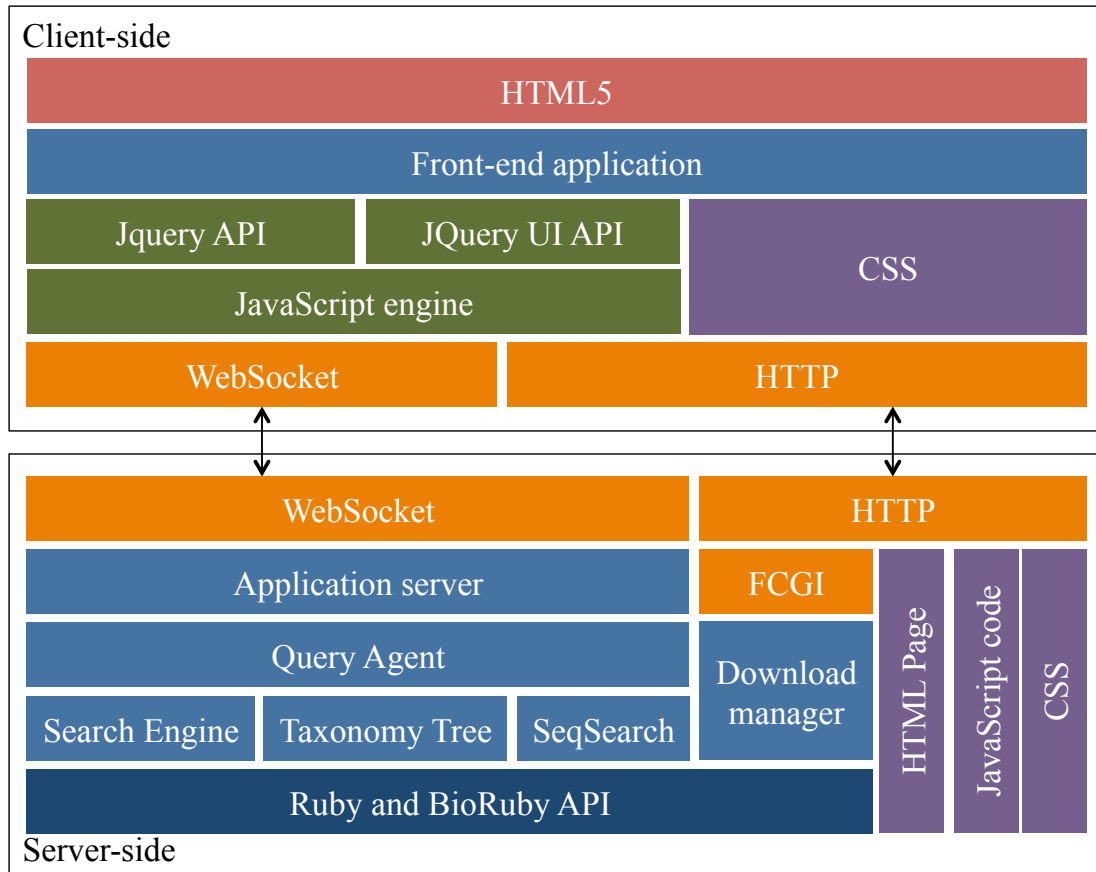 Client-side
HTML5
Front-end application
Jquery API
JQuery UI API
CSS
JavaScript engine
WebSocket
HTTP
WebSocket
HTTP
Application server
FCGI
HTML Page
JavaScript code
CSS
Query Agent
Download
manager
Search Engine
Taxonomy Tree
SeqSearch
Ruby and BioRuby API
Server-side